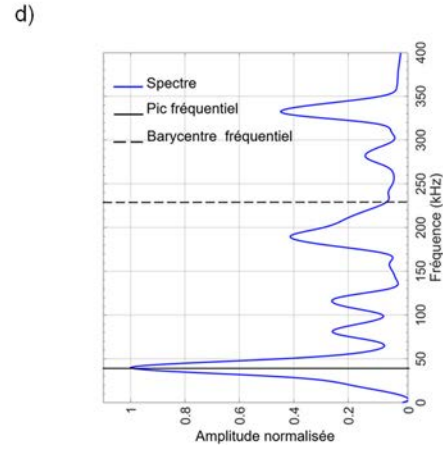 d)
Spectre
Pic fréquentiel
Barycentre fréquentiel
400
350
300
250
200
150
100
50
0
Fréquence (kHz)
1
0.8
0.6
0.4
0.2
0
Amplitude normalisée